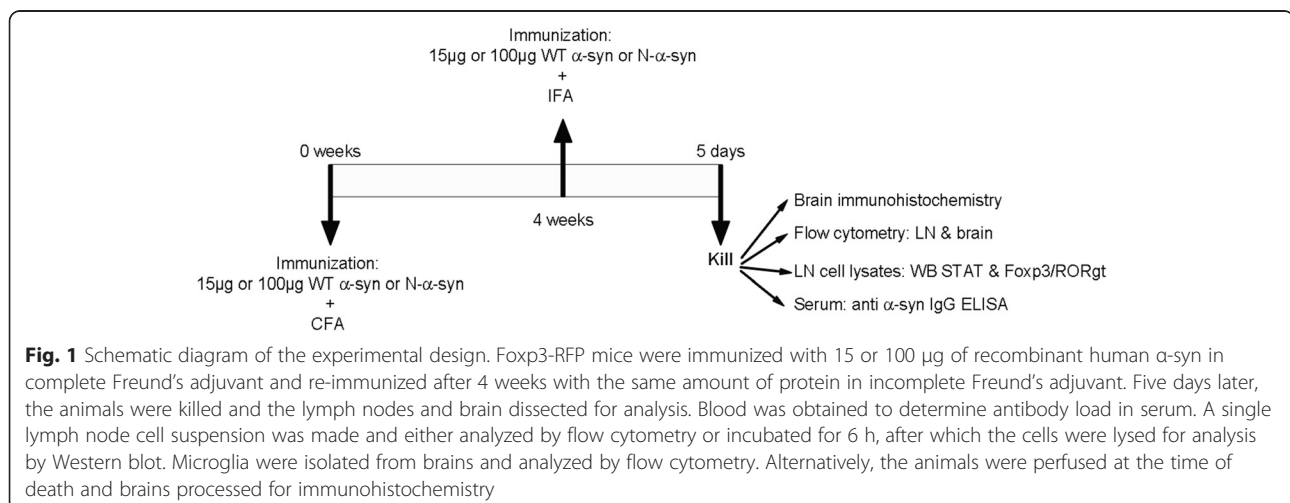 Immunization:
15µg or 100µg WT α-syn or N-α-syn
+
IFA
0 weeks
5 days
4 weeks
Immunization:
15µg or 100µg WT α-syn or N-α-syn
+
CFA
Kill
Brain immunohistochemistry
Flow cytometry: LN & brain
LN cell lysates: WB STAT & Foxp3/RORgt
Serum: anti α-syn IgG ELISA
Fig. 1 Schematic diagram of the experimental design. Foxp3-RFP mice were immunized with 15 or 100 μg of recombinant human α-syn in
complete Freund's adjuvant and re-immunized after 4 weeks with the same amount of protein in incomplete Freund's adjuvant. Five days later,
the animals were killed and the lymph nodes and brain dissected for analysis. Blood was obtained to determine antibody load in serum. A single
lymph node cell suspension was made and either analyzed by flow cytometry or incubated for 6 h, after which the cells were lysed for analysis
by Western blot. Microglia were isolated from brains and analyzed by flow cytometry. Alternatively, the animals were perfused at the time of
death and brains processed for immunohistochemistry